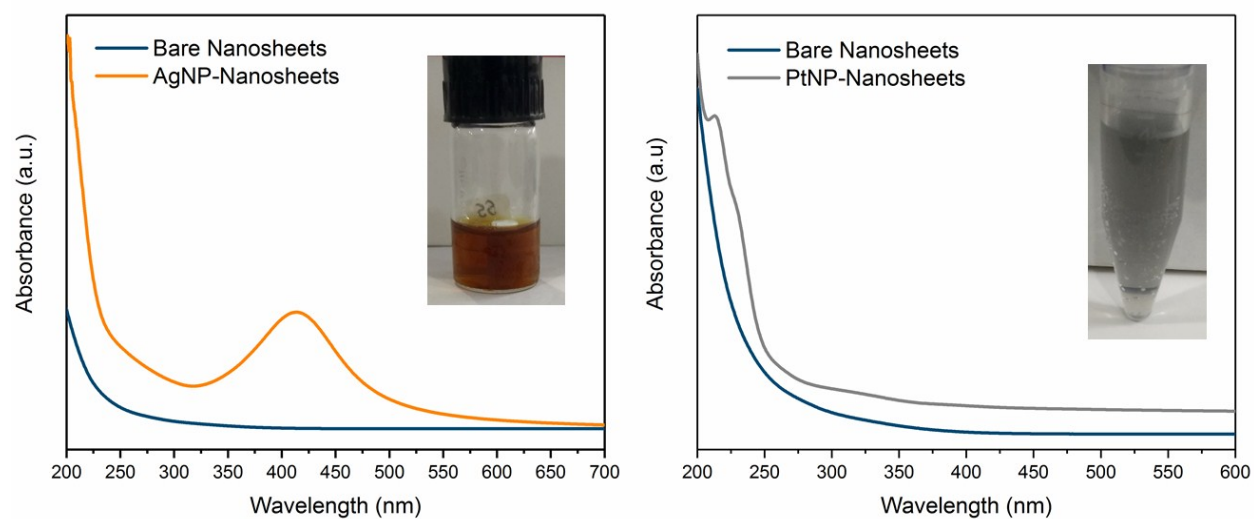 Absorbance (a.u.)
Bare Nanosheets
AgNP-Nanosheets
55
200 250 300 350 400 450 500 550 600 650 700
Wavelength (nm)
Absorbance (a.u)
Bare Nanosheets
PtNP-Nanosheets
200 250 300 350 400 450 500 550 600
Wavelength (nm)